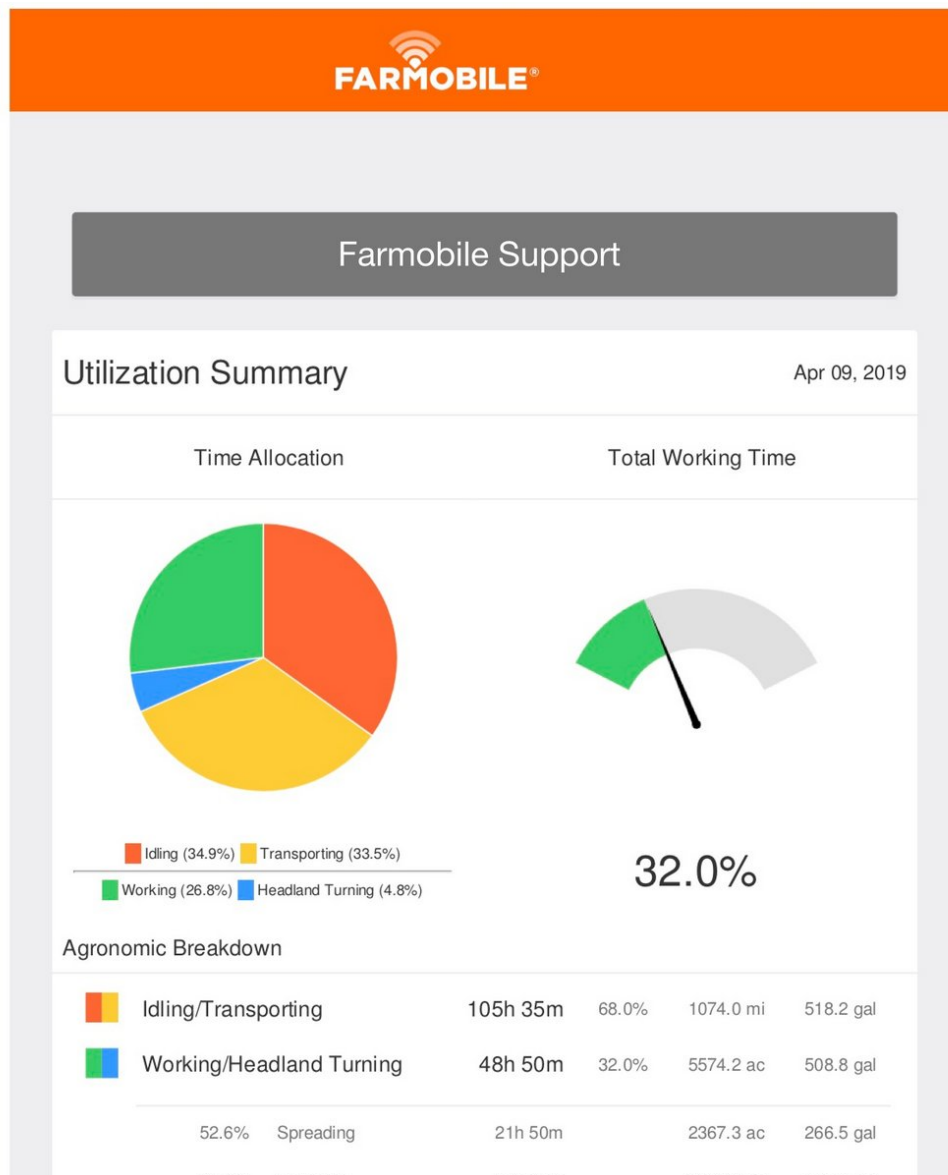 FARMOBILE®
Farmobile Support
Utilization Summary Apr 09, 2019
Time Allocation Total Working Time
Idling (34.9%) Transporting (33.5%)
Working (26.8%) Headland Turning (4.8%)
32.0%
Agronomic Breakdown
Idling/Transporting 105h 35m 68.0% 1074.0 mi 518.2 gal
Working/Headland Turning 48h 50m 32.0% 5574.2 ac 508.8 gal
52.6% Spreading 21h 50m 2367.3 ac 266.5 gal